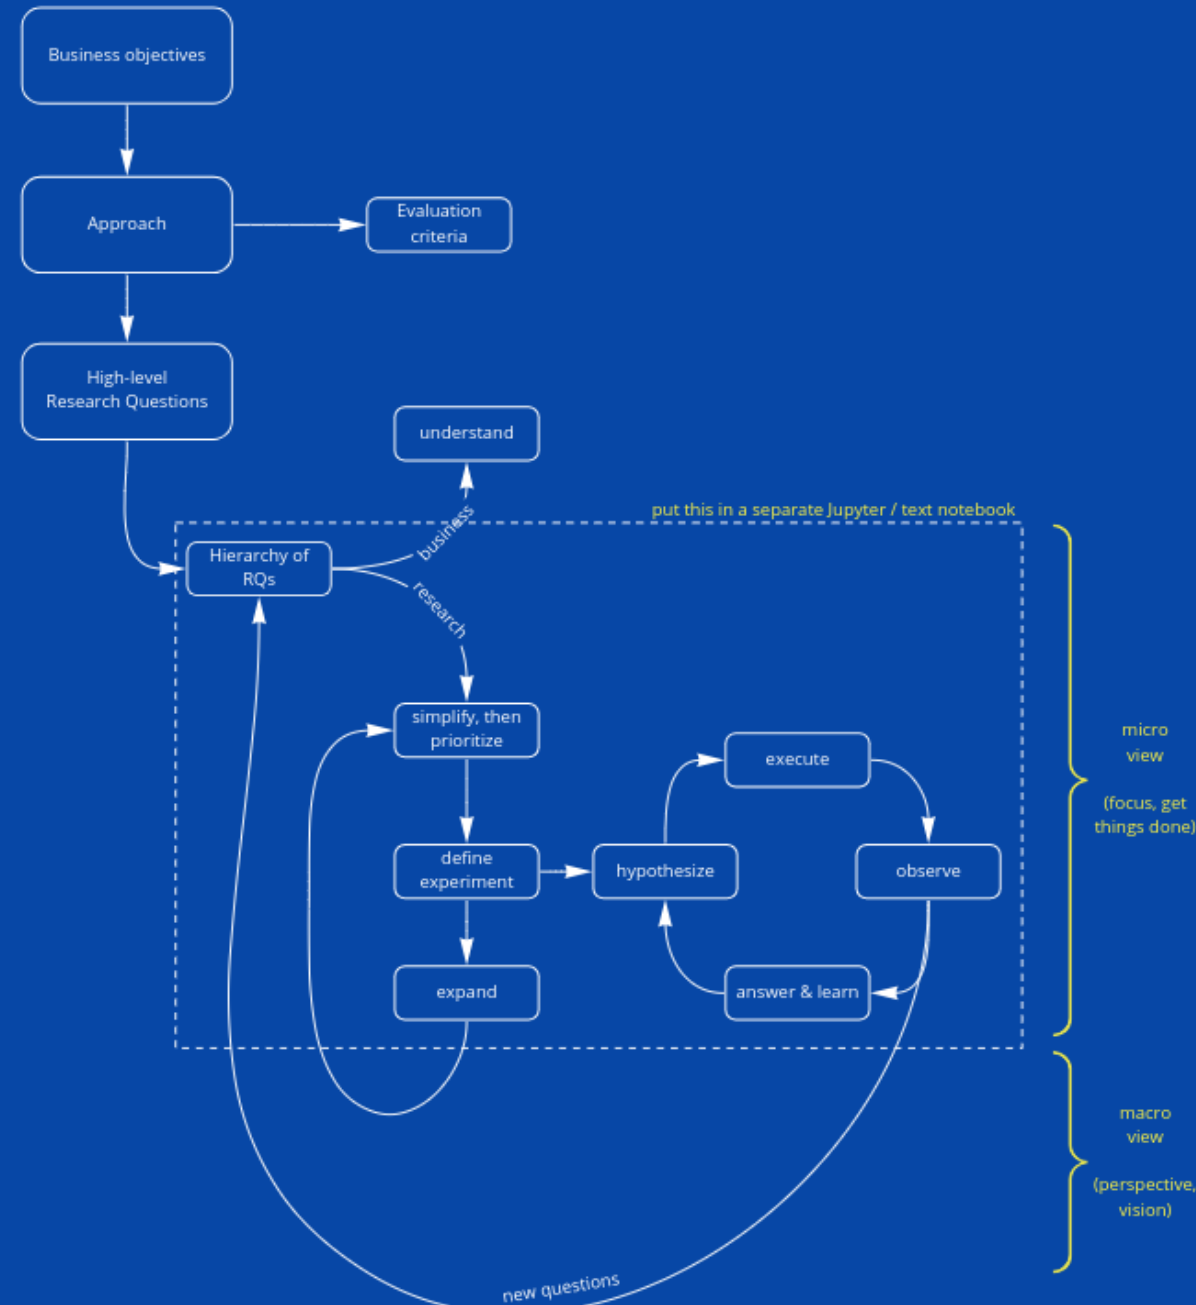 Business objectives
Approach
Evaluation
criteria
High-level
Research Questions
understand
put this in a separate Jupyter / text notebook
business
Hierarchy of
RQs
research
simplify, then
prioritize
execute
micro
view
(focus, get
things done)
define
experiment
hypothesize
observe
expand
answer & learn
macro
view
(perspective,
vision)
new questions